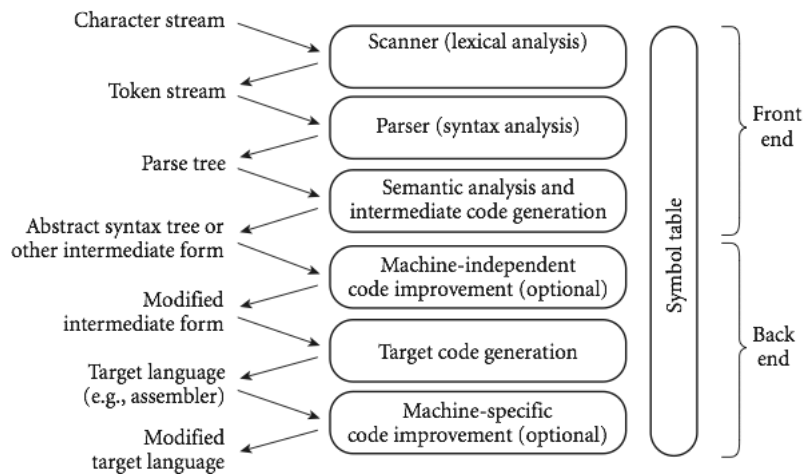 Character stream
Scanner (lexical analysis)
Token stream
Parser (syntax analysis)
Parse tree
Semantic analysis and
intermediate code generation
Abstract syntax tree or
other intermediate form
Machine-independent
code improvement (optional)
Modified
intermediate form
Target code generation
Target language
(e.g., assembler)
Machine-specific
code improvement (optional)
Modified
target language
Symbol table
Front
end
Back
end